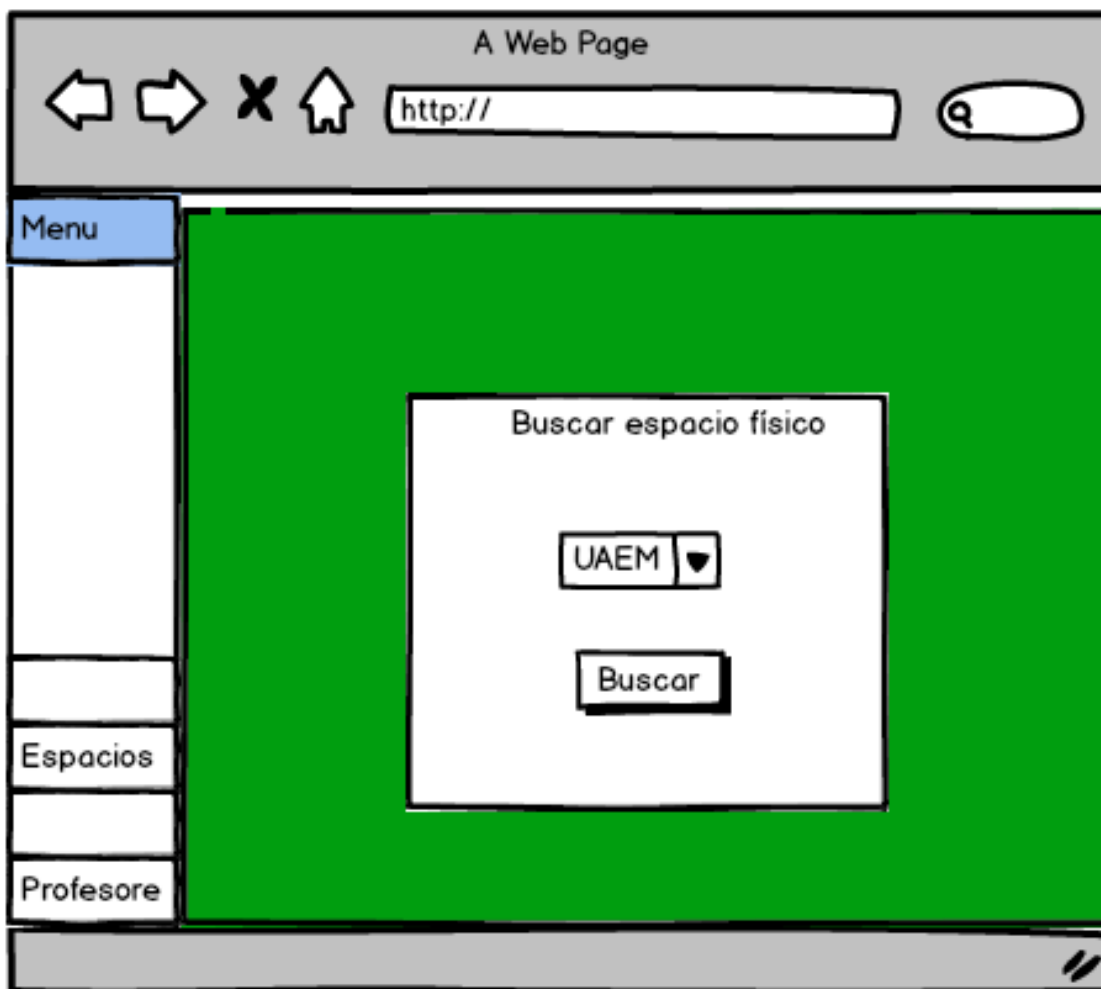 A Web Page
http://
Menu
Buscar espacio físico
UAEM
Buscar
Espacios
Profesore